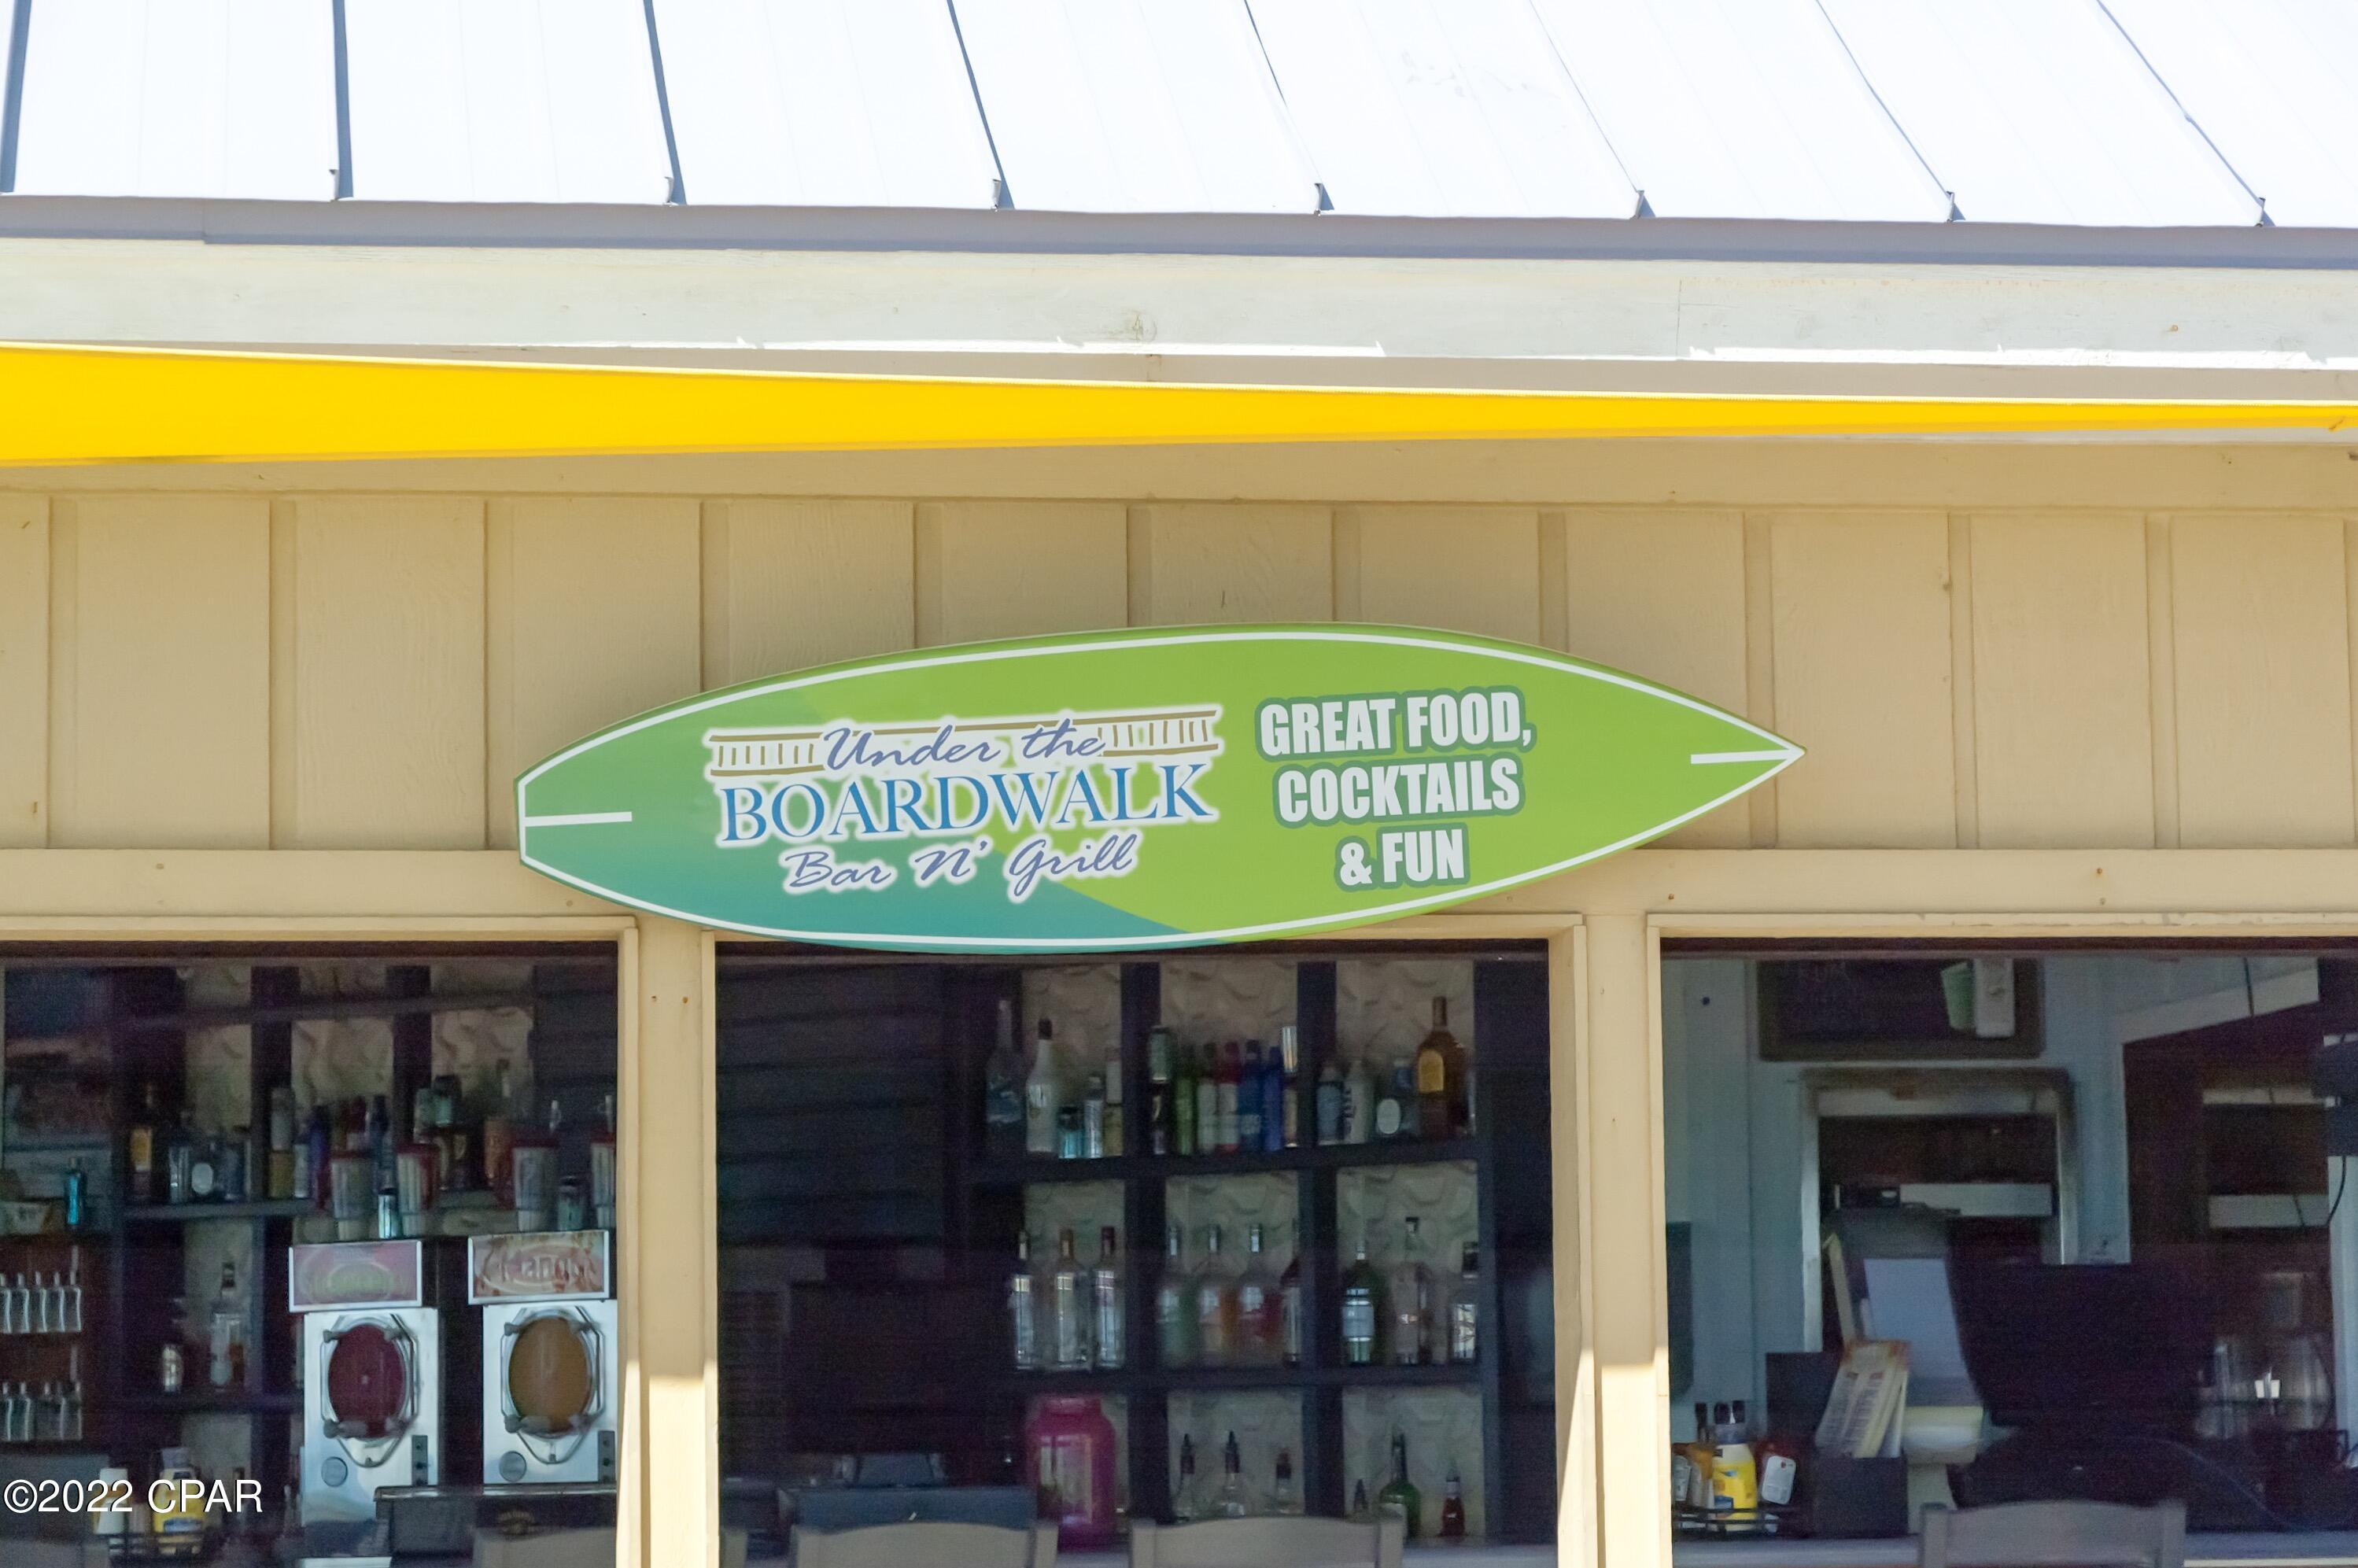 Under the
BOARDWALK
Bar N' Grill
GREAT FOOD,
COCKTAILS
& FUN
©2022 CPAR